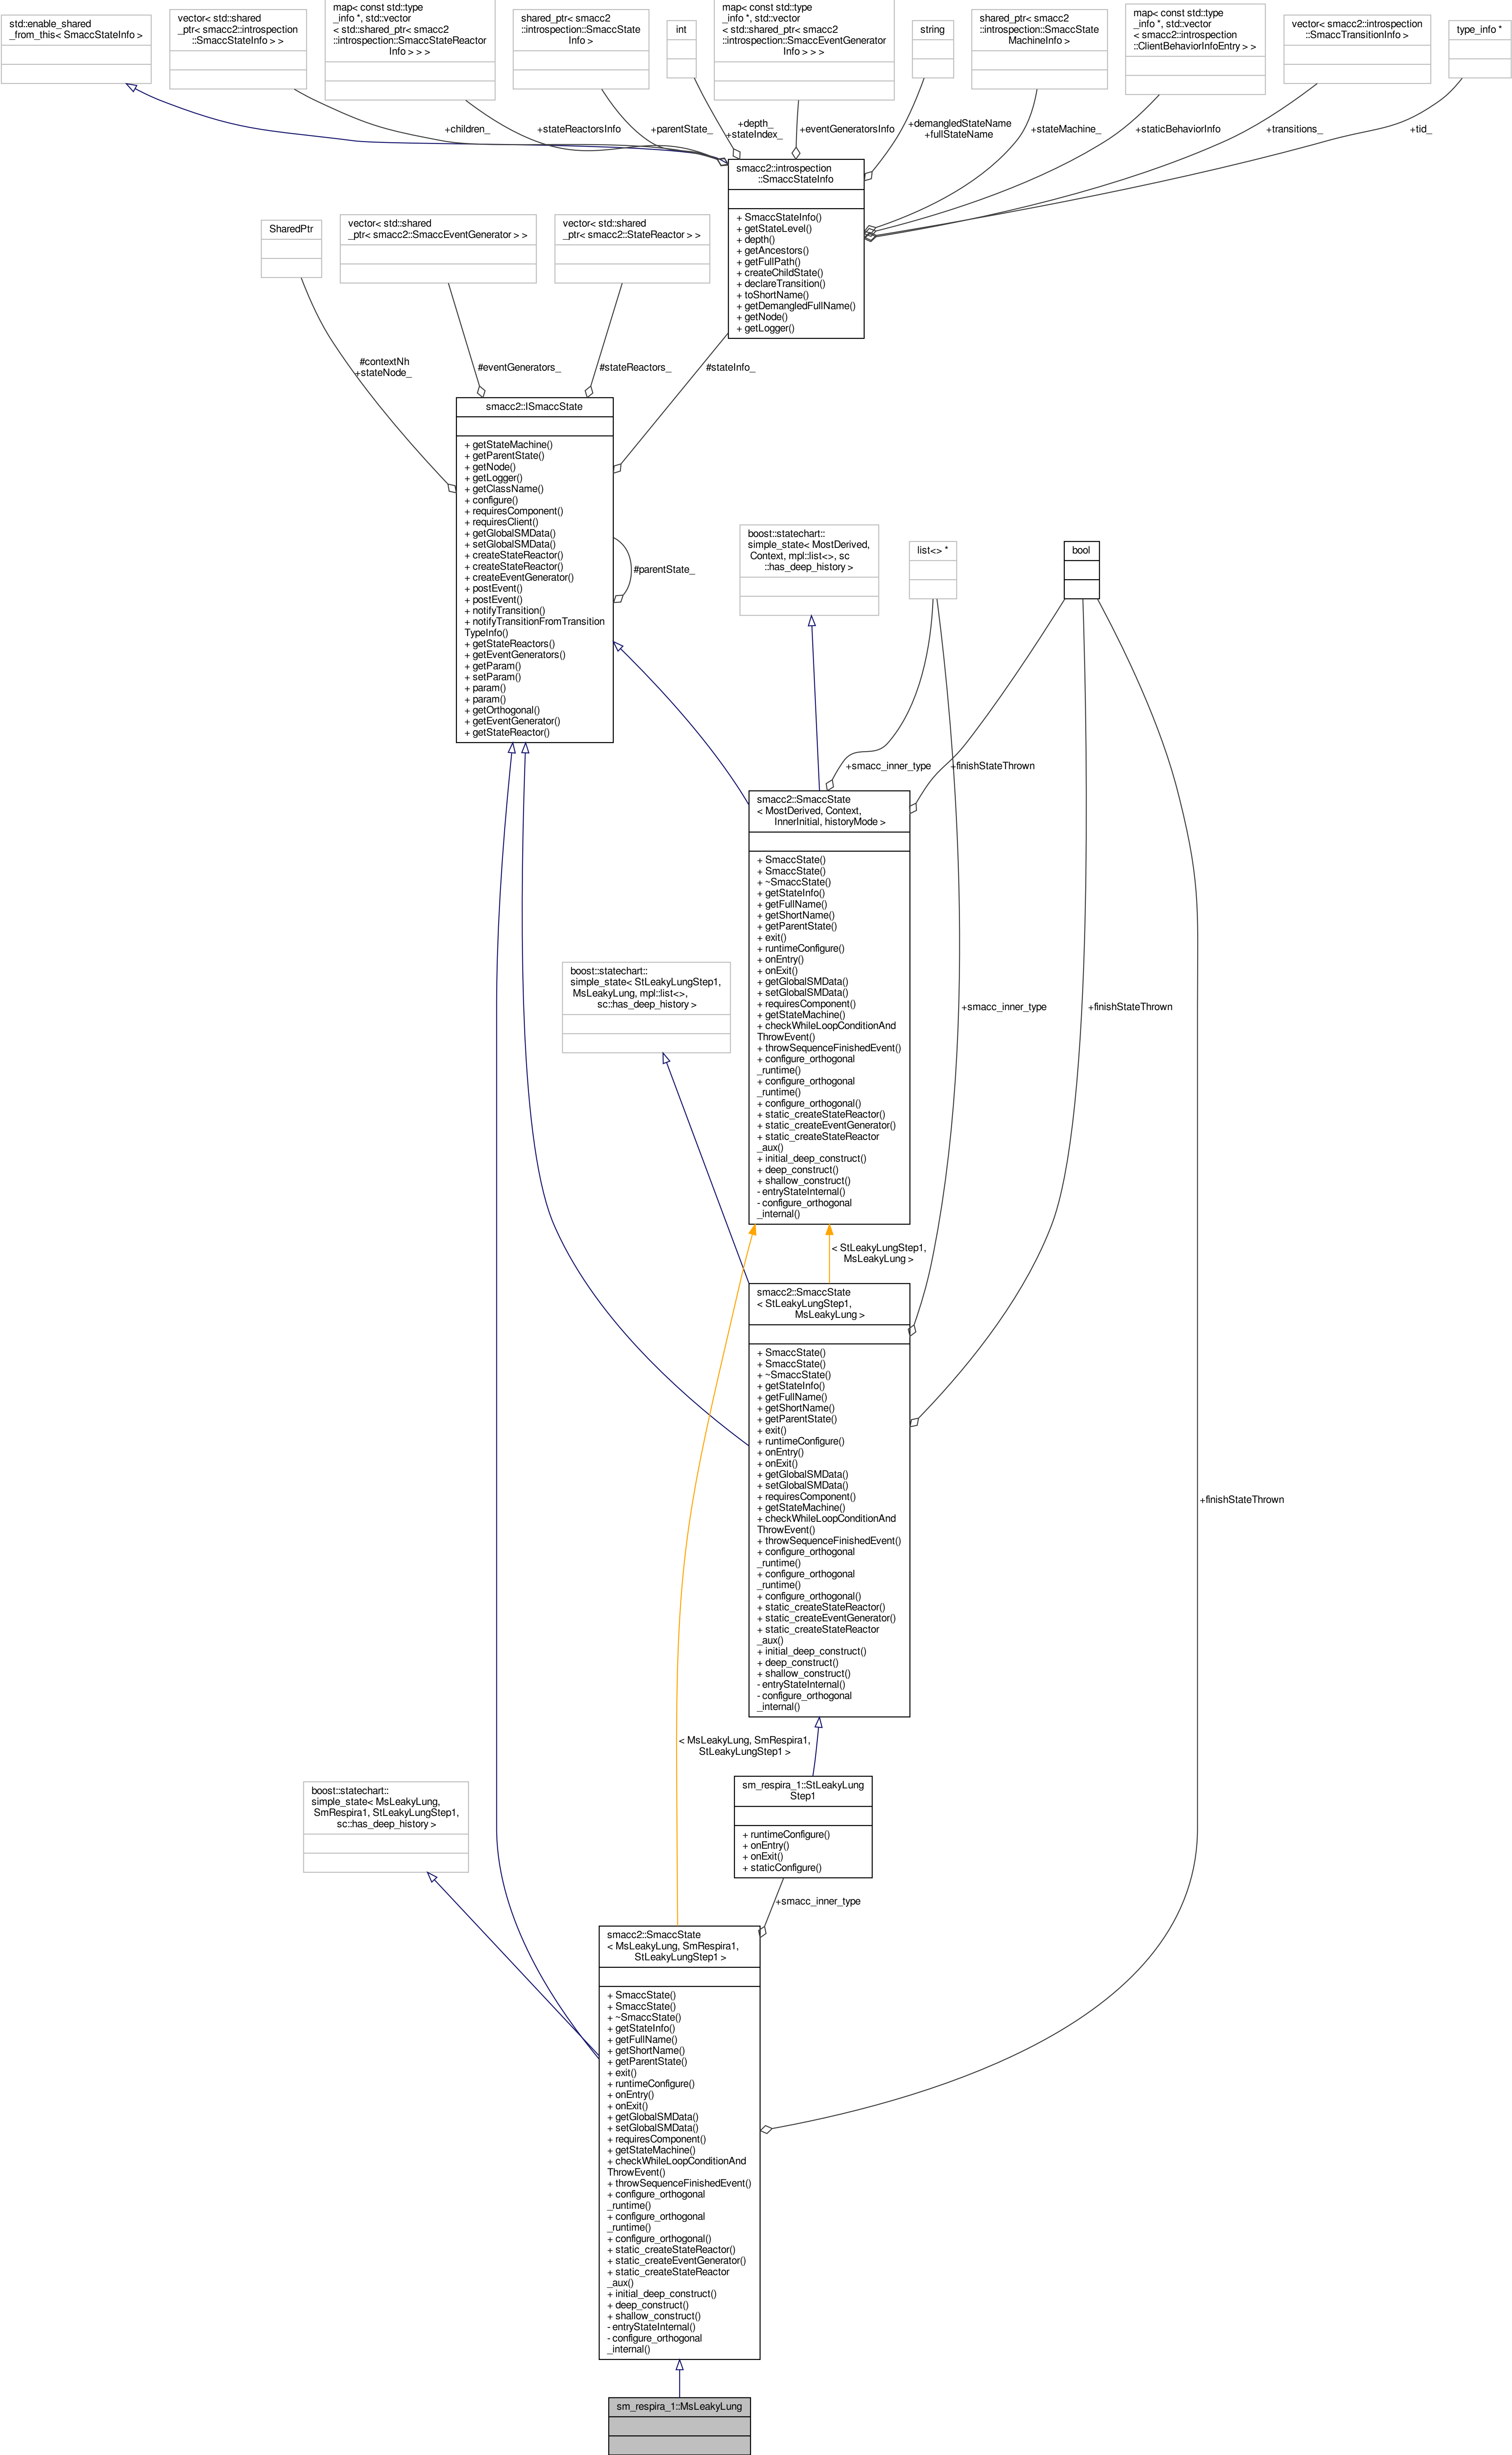 std::enable_shared
_from_this< SmaccStateInfo >
vector< std::shared
_ptr< smacc2::introspection
::SmaccStateInfo > >
map< const std::type
_info *, std::vector
< std::shared_ptr< smacc2
::introspection::SmaccStateReactor
Info > > >
shared_ptr< smacc2
::introspection::SmaccState
Info >
int
map< const std::type
_info *, std::vector
< std::shared_ptr< smacc2
::introspection::SmaccEventGenerator
Info > > >
string
shared_ptr< smacc2
::introspection::SmaccState
MachineInfo >
map< const std::type
_info *, std::vector
< smacc2::introspection
::ClientBehaviorInfoEntry > >
vector< smacc2::introspection
::SmaccTransitionInfo >
type_info *
+children_
+stateReactorsInfo
+parentState_
+depth_
+stateIndex_
+eventGeneratorsInfo
+demangledStateName
+fullStateName
+stateMachine_
+staticBehaviorInfo
+transitions_
+tid_
smacc2::introspection
::SmaccStateInfo
+ SmaccStateInfo()
+ getStateLevel()
+ depth()
+ getAncestors()
+ getFullPath()
+ createChildState()
+ declareTransition()
+ toShortName()
+ getDemangledFullName()
+ getNode()
+ getLogger()
SharedPtr
vector< std::shared
_ptr< smacc2::SmaccEventGenerator > >
vector< std::shared
_ptr< smacc2::StateReactor > >
#contextNh
+stateNode_
#eventGenerators_
#stateReactors_
#stateInfo_
smacc2::ISmaccState
+ getStateMachine()
+ getParentState()
+ getNode()
+ getLogger()
+ getClassName()
+ configure()
+ requiresComponent()
+ requiresClient()
+ getGlobalSMData()
+ setGlobalSMData()
+ createStateReactor()
+ createStateReactor()
+ createEventGenerator()
+ postEvent()
+ postEvent()
+ notifyTransition()
+ notifyTransitionFromTransition
TypeInfo()
+ getStateReactors()
+ getEventGenerators()
+ getParam()
+ setParam()
+ param()
+ param()
+ getOrthogonal()
+ getEventGenerator()
+ getStateReactor()
#parentState_
boost::statechart::
simple_state< MostDerived,
Context, mpl::list<>, sc
::has_deep_history >
list<> *
bool
+smacc_inner_type
+finishStateThrown
smacc2::SmaccState
< MostDerived, Context,
InnerInitial, historyMode >
+ SmaccState()
+ SmaccState()
+ ~SmaccState()
+ getStateInfo()
+ getFullName()
+ getShortName()
+ getParentState()
+ exit()
+ runtimeConfigure()
+ onEntry()
+ onExit()
+ getGlobalSMData()
+ setGlobalSMData()
+ requiresComponent()
+ getStateMachine()
+ checkWhileLoopConditionAnd
ThrowEvent()
+ throwSequenceFinishedEvent()
+ configure_orthogonal
_runtime()
+ configure_orthogonal
_runtime()
+ configure_orthogonal()
+ static_createStateReactor()
+ static_createEventGenerator()
+ static_createStateReactor
_aux()
+ initial_deep_construct()
+ deep_construct()
+ shallow_construct()
- entryStateInternal()
- configure_orthogonal
_internal()
boost::statechart::
simple_state< StLeakyLungStep1,
MsLeakyLung, mpl::list<>,
sc::has_deep_history >
+smacc_inner_type
+finishStateThrown
< StLeakyLungStep1,
MsLeakyLung >
smacc2::SmaccState
< StLeakyLungStep1,
MsLeakyLung >
+ SmaccState()
+ SmaccState()
+ ~SmaccState()
+ getStateInfo()
+ getFullName()
+ getShortName()
+ getParentState()
+ exit()
+ runtimeConfigure()
+ onEntry()
+ onExit()
+ getGlobalSMData()
+ setGlobalSMData()
+ requiresComponent()
+ getStateMachine()
+ checkWhileLoopConditionAnd
ThrowEvent()
+ throwSequenceFinishedEvent()
+ configure_orthogonal
_runtime()
+ configure_orthogonal
_runtime()
+ configure_orthogonal()
+ static_createStateReactor()
+ static_createEventGenerator()
+ static_createStateReactor
_aux()
+ initial_deep_construct()
+ deep_construct()
+ shallow_construct()
- entryStateInternal()
- configure_orthogonal
_internal()
+finishStateThrown
< MsLeakyLung, SmRespira1,
StLeakyLungStep1 >
boost::statechart::
simple_state< MsLeakyLung,
SmRespira1, StLeakyLungStep1,
sc::has_deep_history >
sm_respira_1::StLeakyLung
Step1
+ runtimeConfigure()
+ onEntry()
+ onExit()
+ staticConfigure()
+smacc_inner_type
smacc2::SmaccState
< MsLeakyLung, SmRespira1,
StLeakyLungStep1 >
+ SmaccState()
+ SmaccState()
+ ~SmaccState()
+ getStateInfo()
+ getFullName()
+ getShortName()
+ getParentState()
+ exit()
+ runtimeConfigure()
+ onEntry()
+ onExit()
+ getGlobalSMData()
+ setGlobalSMData()
+ requiresComponent()
+ getStateMachine()
+ checkWhileLoopConditionAnd
ThrowEvent()
+ throwSequenceFinishedEvent()
+ configure_orthogonal
_runtime()
+ configure_orthogonal
_runtime()
+ configure_orthogonal()
+ static_createStateReactor()
+ static_createEventGenerator()
+ static_createStateReactor
_aux()
+ initial_deep_construct()
+ deep_construct()
+ shallow_construct()
- entryStateInternal()
- configure_orthogonal
_internal()
sm_respira_1::MsLeakyLung